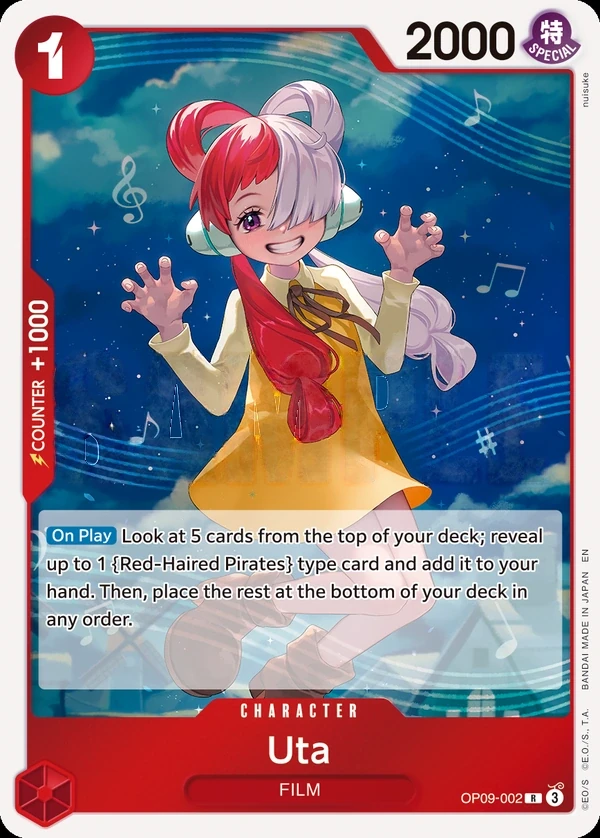 1
2000
特
SPECIAL
nuisuke
COUNTER +1000
On Play Look at 5 cards from the top of your deck; reveal
up to 1 {Red-Haired Pirates} type card and add it to your
hand. Then, place the rest at the bottom of your deck in
any order.
CHARACTER
Uta
FILM
OP09-002 R 3
©EO/S ©E.O./S., T.A. BANDAI MADE IN JAPAN EN